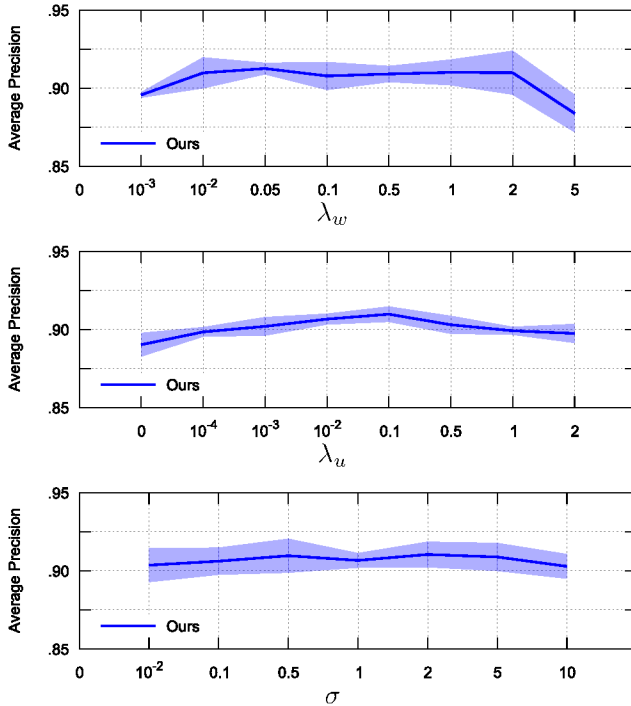 .95
.90
.85
Average Precision
Ours
0 10⁻³ 10⁻² 0.05 0.1 0.5 1 2 5
λ_w
.95
.90
.85
Average Precision
Ours
0 10⁻⁴ 10⁻³ 10⁻² 0.1 0.5 1 2
λ_u
.95
.90
.85
Average Precision
Ours
0 10⁻² 0.1 0.5 1 2 5 10
σ